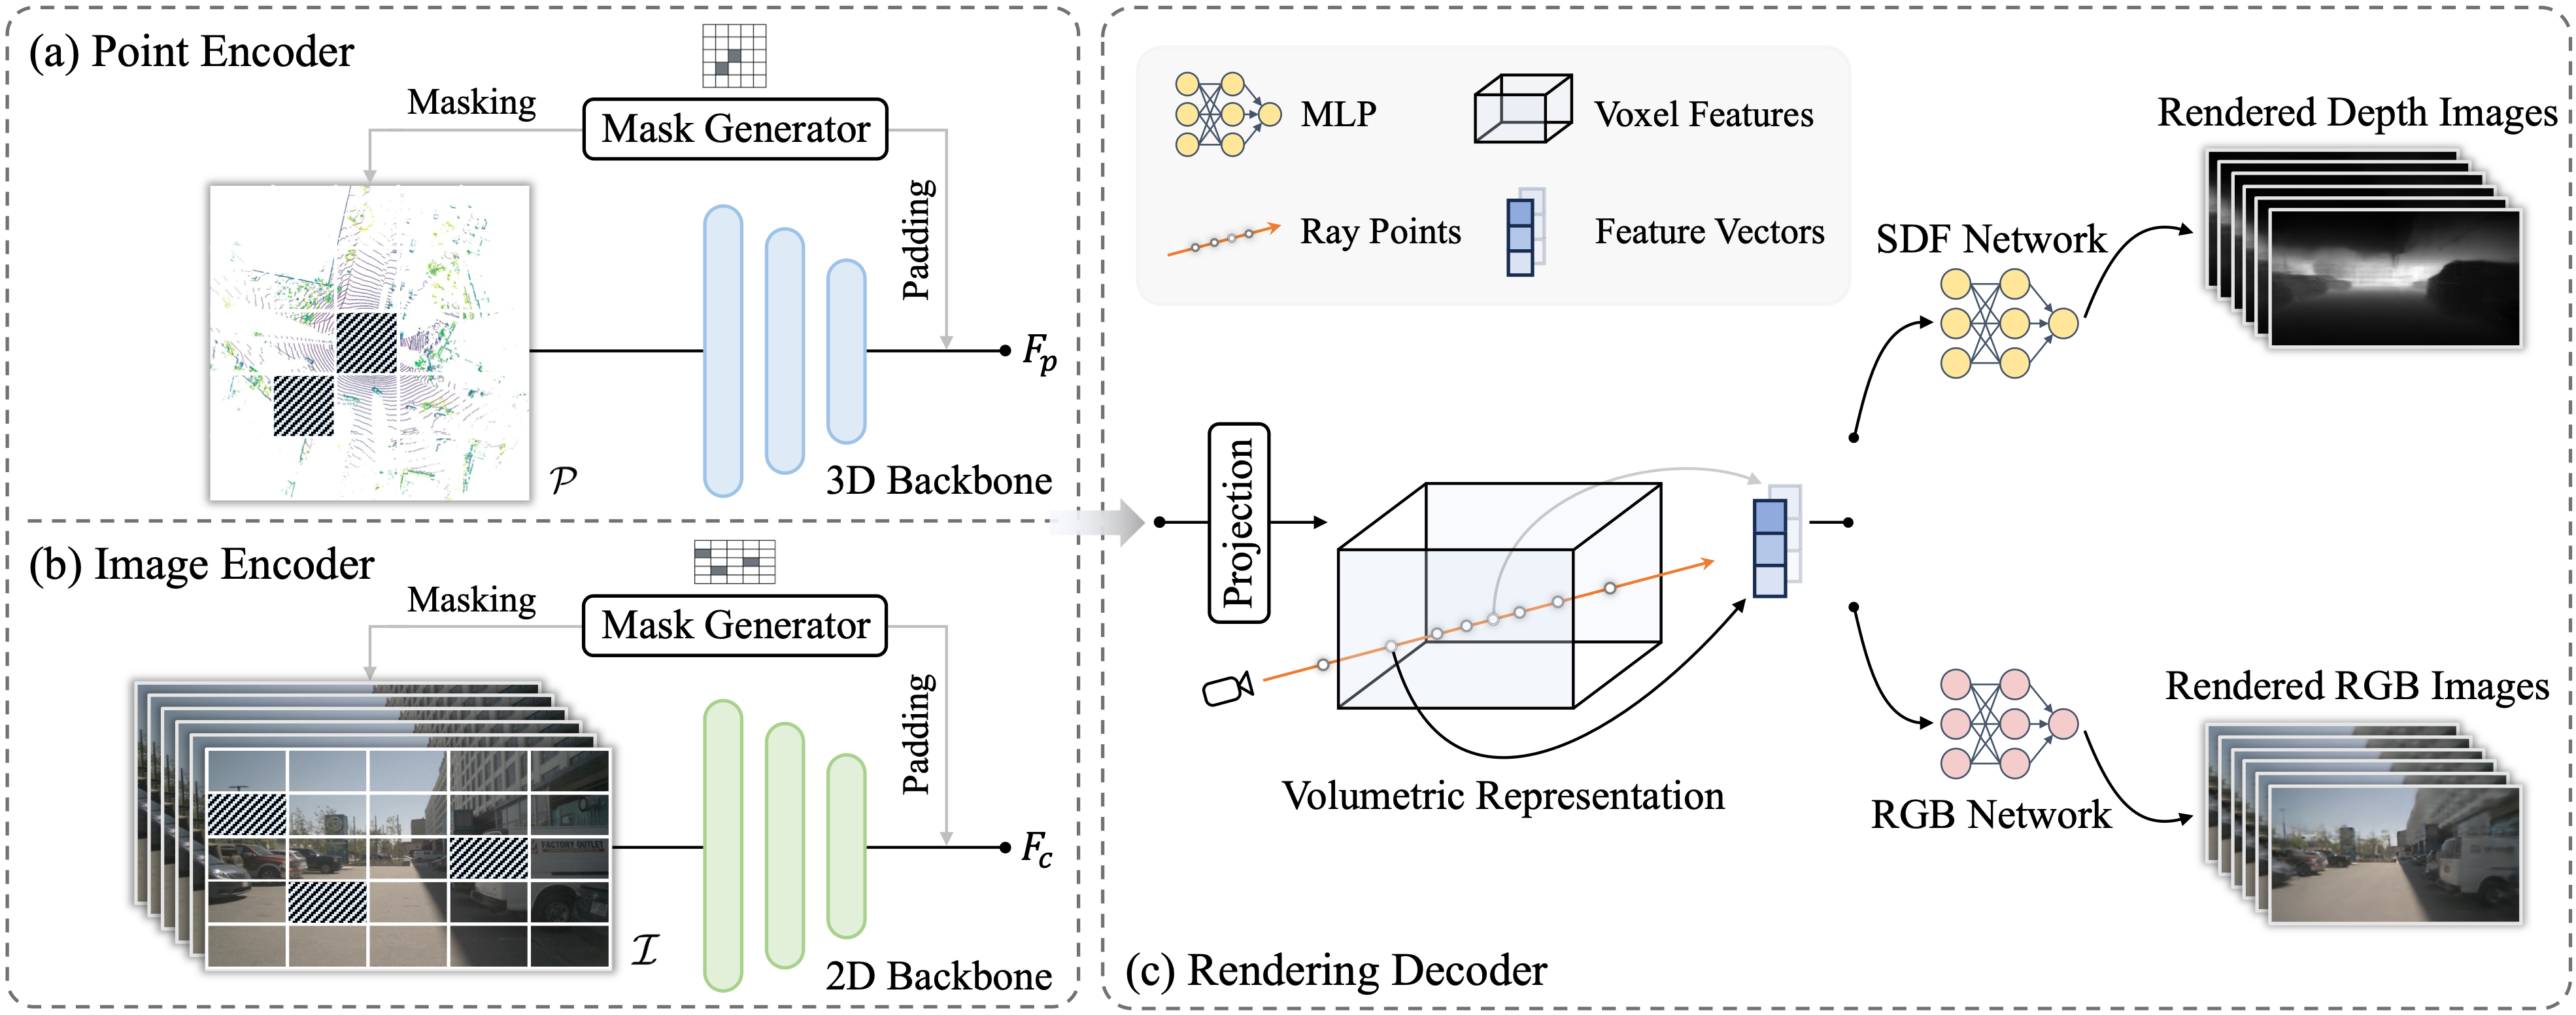 (a) Point Encoder
Masking
Mask Generator
Padding
F_p
𝒫
3D Backbone
(b) Image Encoder
Masking
Mask Generator
Padding
F_c
FACTORY OUTLET
ℐ
2D Backbone
MLP
Voxel Features
Ray Points
Feature Vectors
Projection
Volumetric Representation
SDF Network
Rendered Depth Images
RGB Network
Rendered RGB Images
(c) Rendering Decoder